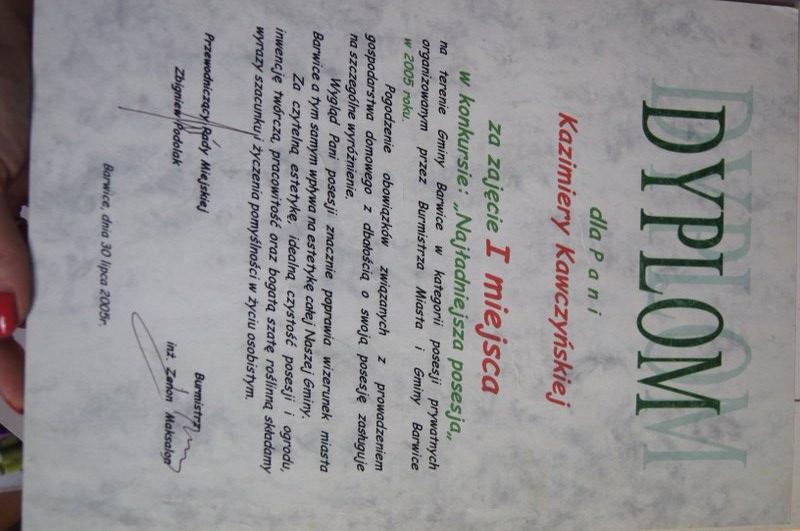 DYPLOM
dla Pani
Kazimiery Kawczyńskiej
za zajęcie I miejsca
w konkursie: „Najładniejsza posesja„
na terenie Gminy Barwice w kategorii posesji prywatnych
organizowanym przez Burmistrza Miasta i Gminy Barwice
w 2005 roku.
Pogodzenie obowiązków związanych z prowadzeniem
gospodarstwa domowego z dbałością o swoją posesję zasługuje
na szczególne wyróżnienie.
Wygląd Pani posesji znacznie poprawia wizerunek miasta
Barwice a tym samym wpływa na estetykę całej Naszej Gminy.
Za czytelną estetykę, idealną czystość posesji i ogrodu,
inwencję twórczą, pracowitość oraz bogatą szatę roślinną składamy
wyrazy szacunku i życzenia pomyślności w życiu osobistym.
Przewodniczący Rady Miejskiej
Zbigniew Podolak
Burmistrz
inż. Zenon Maksalon
Barwice, dnia 30 lipca 2005r.